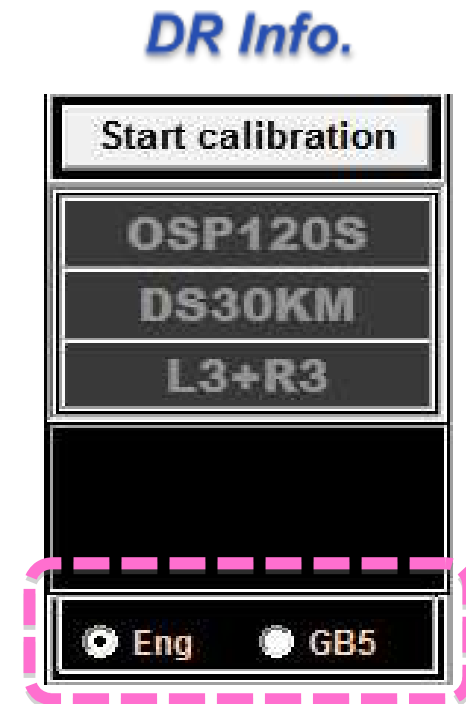 DR Info.
Start calibration
OSP120S
DS30KM
L3+R3
Eng GB5